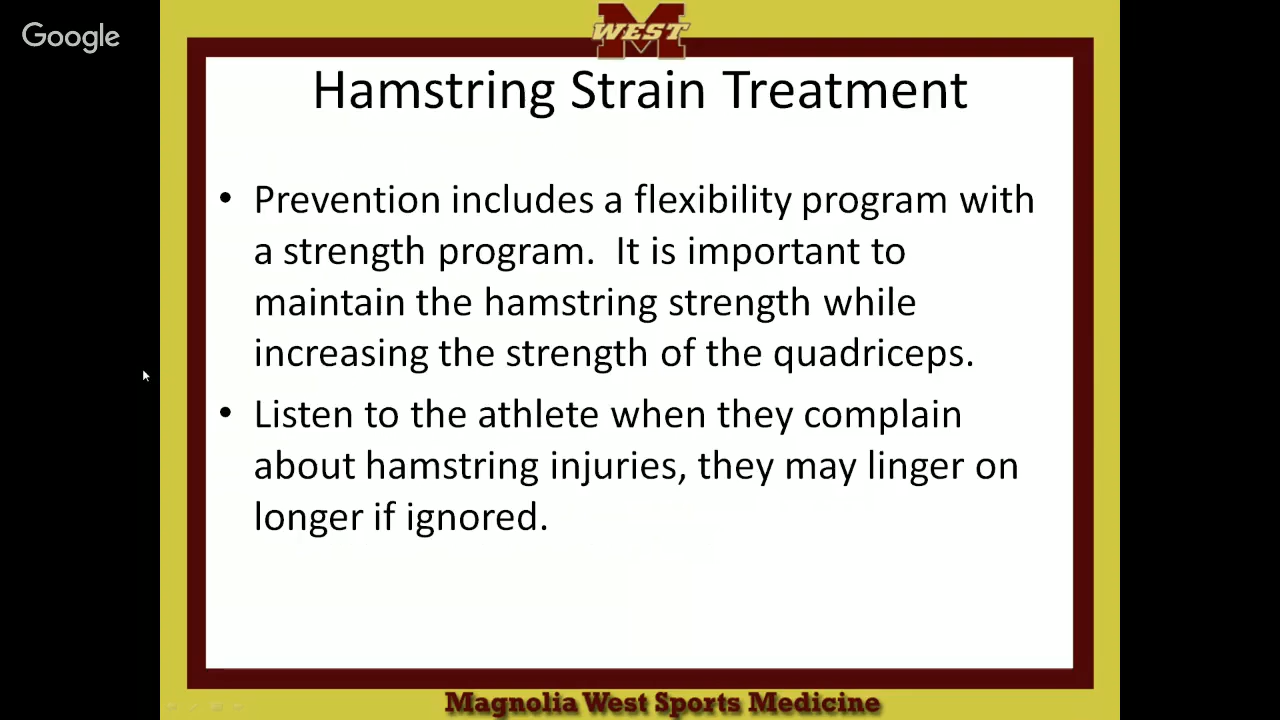 Google
M
WEST
Hamstring Strain Treatment
• Prevention includes a flexibility program with
a strength program.  It is important to
maintain the hamstring strength while
increasing the strength of the quadriceps.
• Listen to the athlete when they complain
about hamstring injuries, they may linger on
longer if ignored.
Magnolia West Sports Medicine